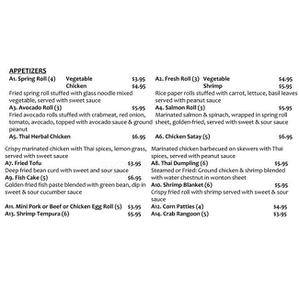 APPETIZERS
A1. Spring Roll (4) Vegetable $3.95
Chicken $4.95
Fried spring rolls stuffed with glass noodle mixed
vegetable, served with sweet sauce
A3. Avocado Roll (3) $5.95
Fried avocado rolls stuffed with crabmeat, red onion,
tomato, avocado, topped with avocado sauce & ground
peanut
A5. Thai Herbal Chicken $6.95
Crispy marinated chicken with Thai spices, lemon grass,
served with sweet sauce
A7. Fried Tofu $3.95
Deep fried bean curd with sweet and sour sauce
A9. Fish Cake (5) $6.95
Golden-fried fish paste blended with green bean, dip in
sweet & sour cucumber sauce
A11. Mini Pork or Beef or Chicken Egg Roll (5) $3.95
A13. Shrimp Tempura (6) $5.95
A2. Fresh Roll (3) Vegetable $4.95
Shrimp $5.95
Rice paper rolls stuffed with carrot, lettuce, basil leaves
served with peanut sauce
A4. Salmon Roll (3) $5.95
Marinated salmon & spinach, wrapped in spring roll
sheet, golden-fried, served with sweet & sour sauce
A6. Chicken Satay (5) $6.95
Marinated chicken barbecued on skewers with Thai
spices, served with peanut sauce
A8. Thai Dumpling (6) $5.95
Steamed or Fried: Ground chicken & shrimp blended
with water chestnut in wonton sheet
A10. Shrimp Blanket (6) $5.95
Crispy fried roll with shrimp served with sweet & sour
sauce
A12. Corn Patties (4) $4.95
A14. Crab Rangoon (5) $5.95